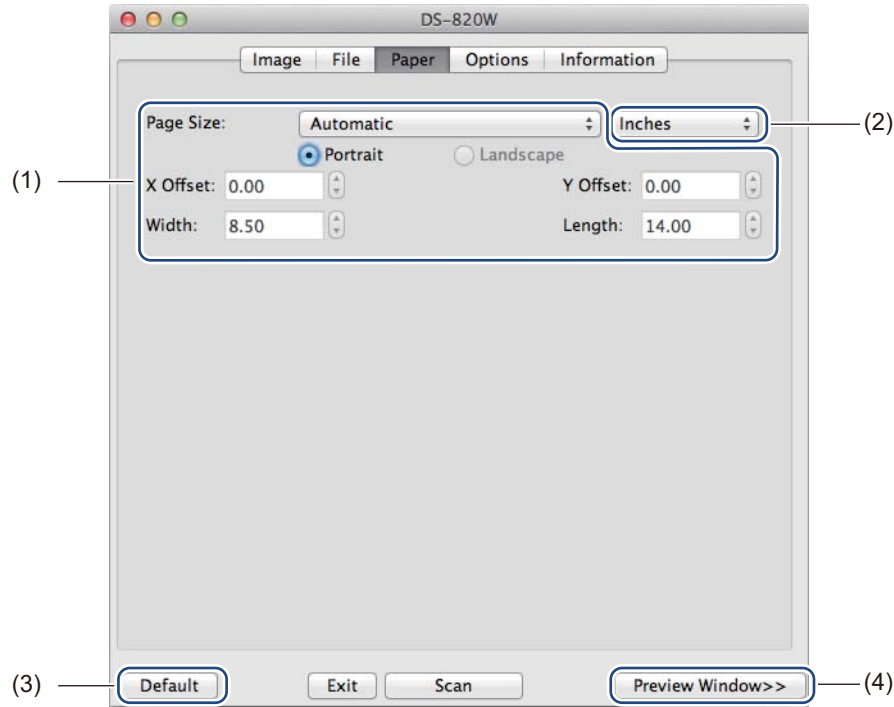 DS-820W
Image File Paper Options Information
Page Size: Automatic Inches (2)
Portrait Landscape
(1) X Offset: 0.00 Y Offset: 0.00
Width: 8.50 Length: 14.00
(3) Default Exit Scan Preview Window>> (4)